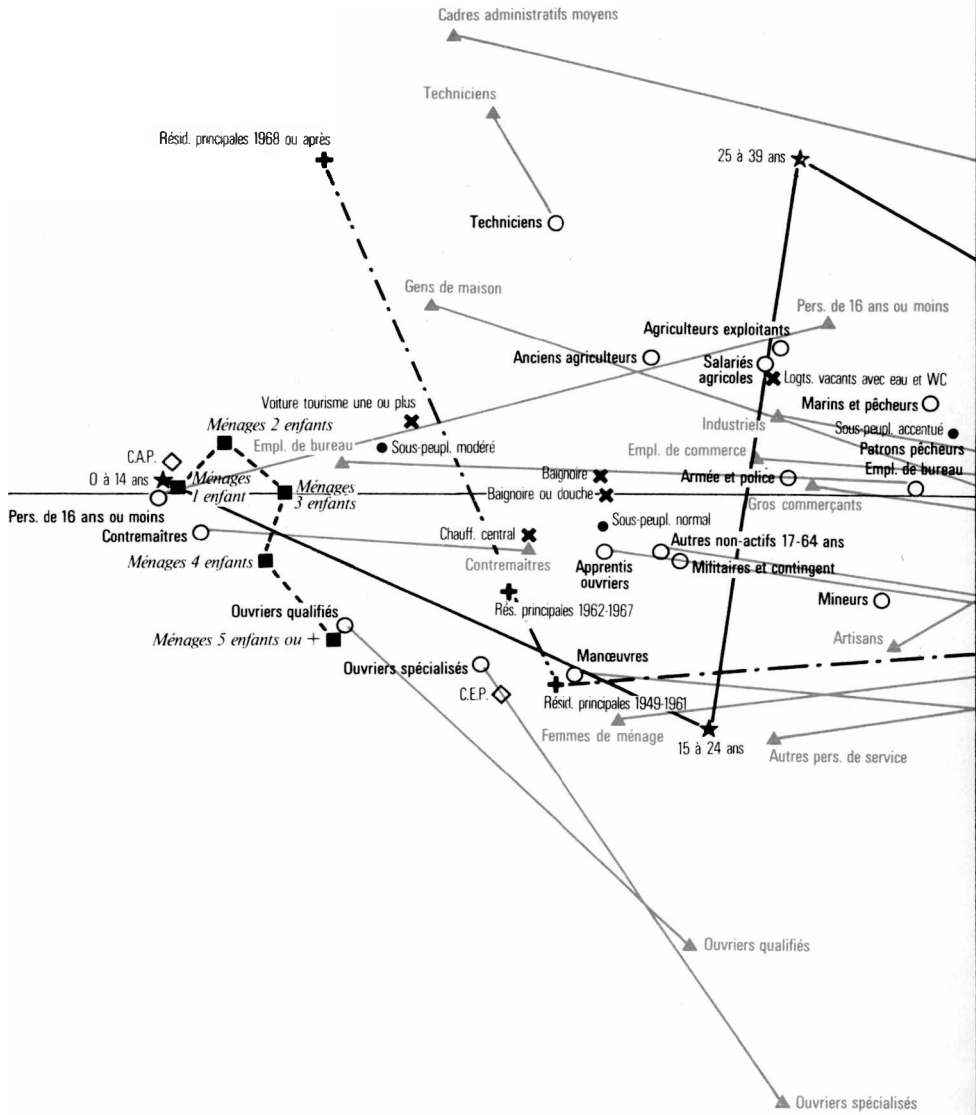 Cadres administratifs moyens
Techniciens
Résid. principales 1968 ou après
25 à 39 ans
Techniciens
Gens de maison
Pers. de 16 ans ou moins
Agriculteurs exploitants
Anciens agriculteurs
Salariés
agricoles
Logts. vacants avec eau et WC
Voiture tourisme une ou plus
Marins et pêcheurs
Ménages 2 enfants
Industriels
Sous-peupl. accentué
Empl. de bureau
Sous-peupl. modéré
Empl. de commerce
Patrons pêcheurs
C.A.P.
Empl. de bureau
0 à 14 ans
Ménages
1 enfant
Ménages
3 enfants
Baignoire
Armée et police
Baignoire ou douche
Gros commerçants
Pers. de 16 ans ou moins
Sous-peupl. normal
Contremaîtres
Chauff. central
Autres non-actifs 17-64 ans
Ménages 4 enfants
Contremaîtres
Apprentis
ouvriers
Militaires et contingent
Mineurs
Ouvriers qualifiés
Rés. principales 1962-1967
Ménages 5 enfants ou +
Artisans
Ouvriers spécialisés
Manœuvres
C.E.P.
Résid. principales 1949-1961
Femmes de ménage
15 à 24 ans
Autres pers. de service
Ouvriers qualifiés
Ouvriers spécialisés